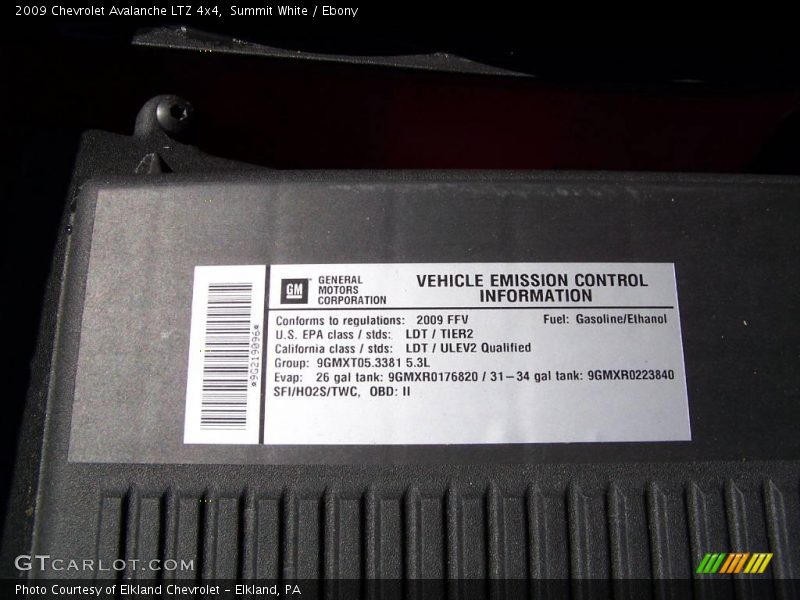 2009 Chevrolet Avalanche LTZ 4x4, Summit White / Ebony
GM
GENERAL
MOTORS
CORPORATION
VEHICLE EMISSION CONTROL
INFORMATION
Conforms to regulations: 2009 FFV Fuel: Gasoline/Ethanol
U.S. EPA class / stds: LDT / TIER2
California class / stds: LDT / ULEV2 Qualified
Group: 9GMXT05.3381 5.3L
Evap: 26 gal tank: 9GMXR0176820 / 31-34 gal tank: 9GMXR0223840
SFI/HO2S/TWC, OBD: II
*9G219096*
GTCARLOT.COM
Photo Courtesy of Elkland Chevrolet - Elkland, PA